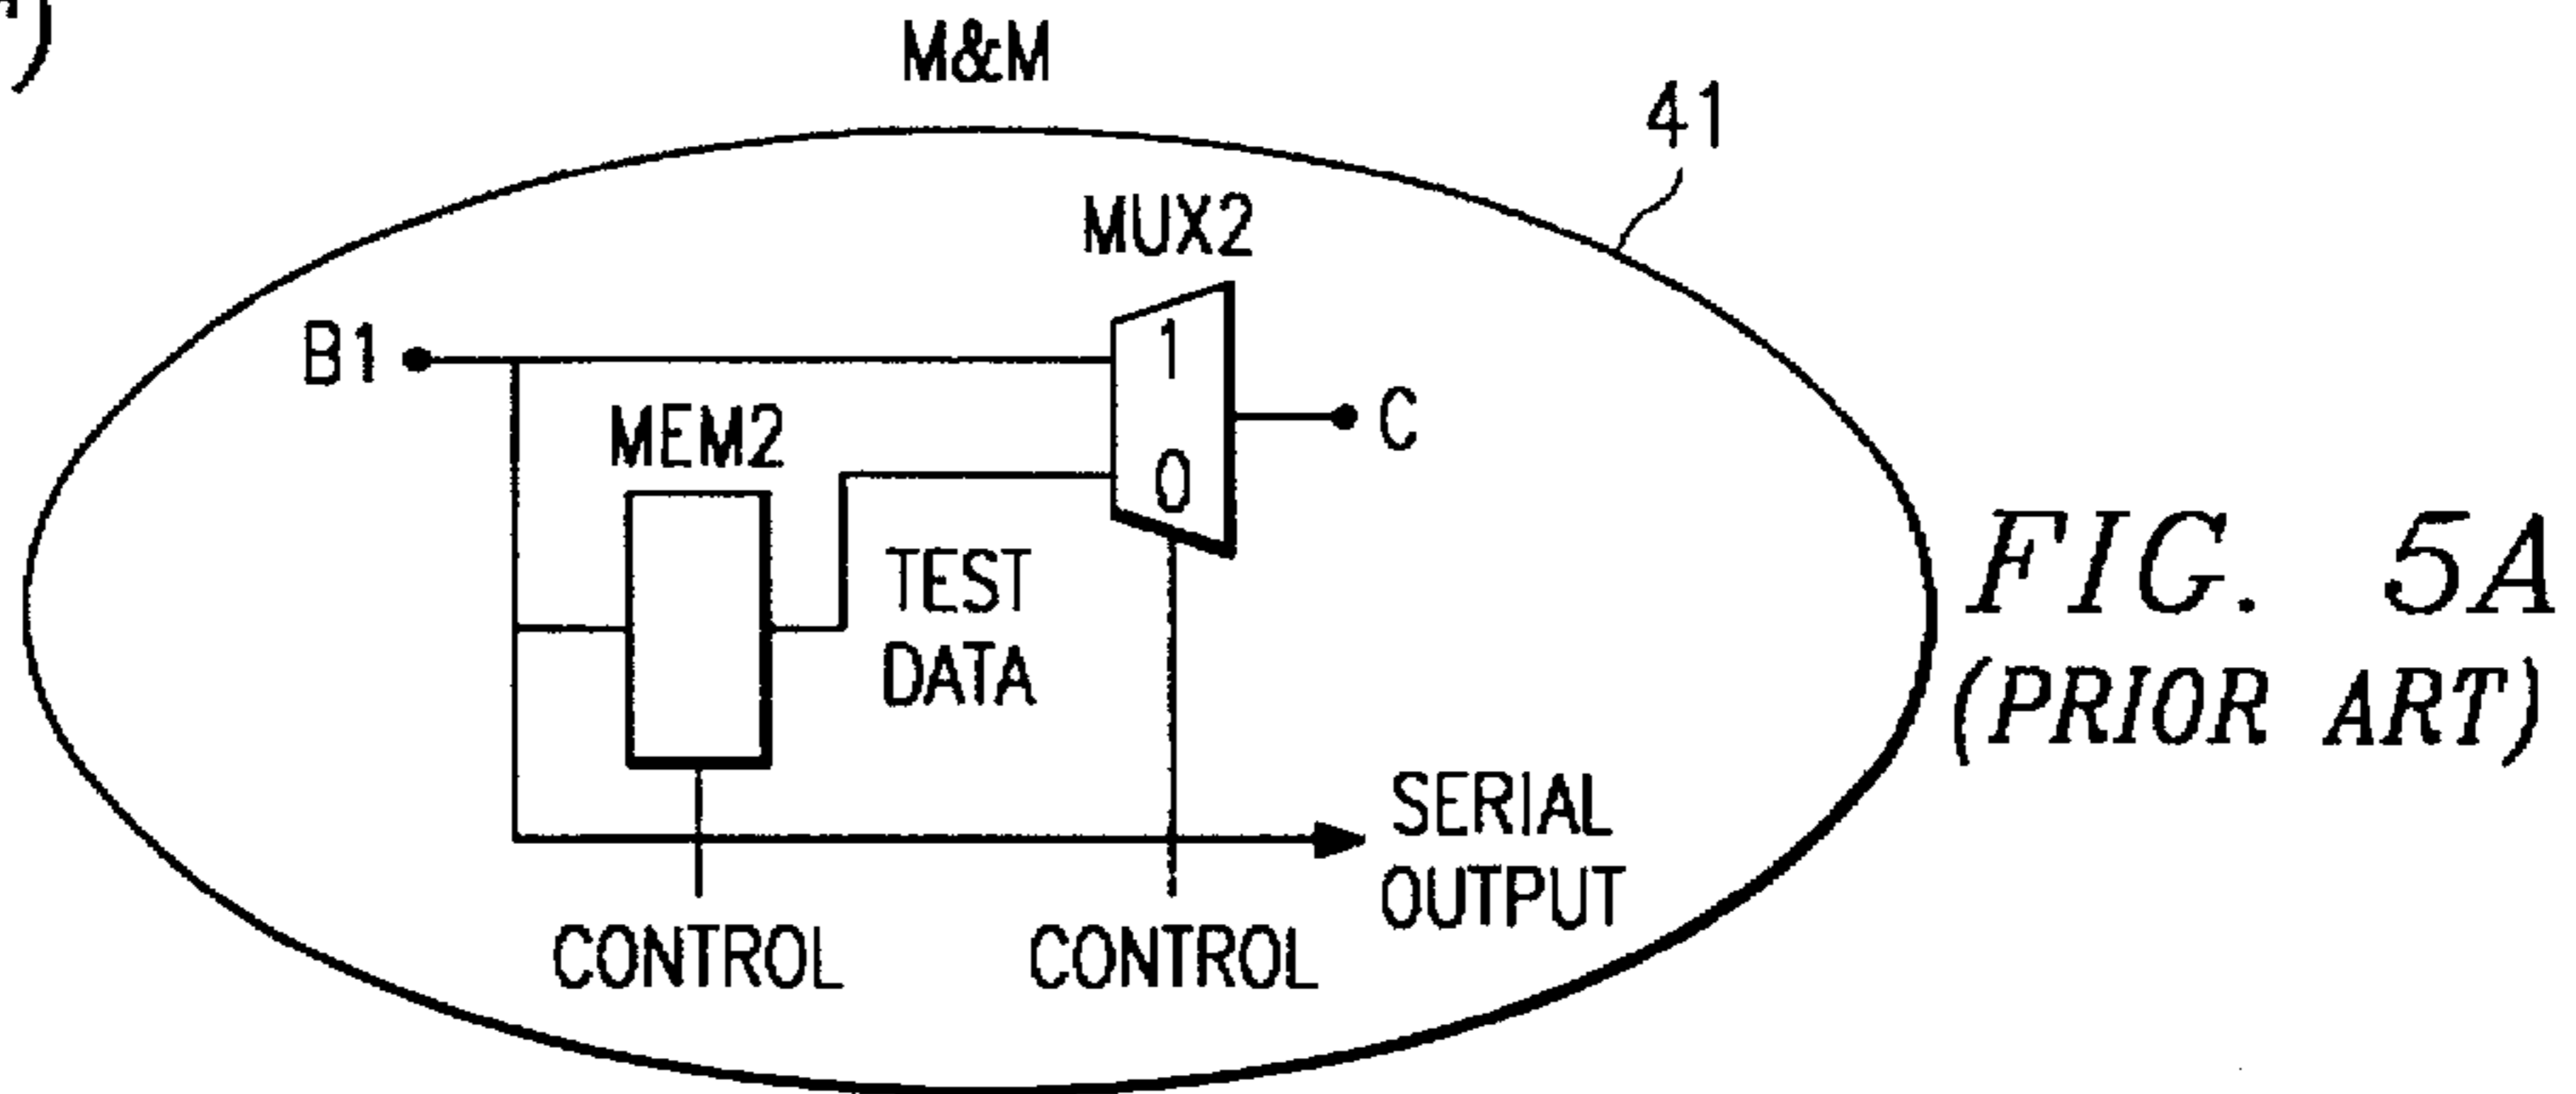 M&M
41
MUX2
B1
1
MEM2
C
0
TEST
DATA
SERIAL
OUTPUT
CONTROL
CONTROL
FIG. 5A
(PRIOR ART)